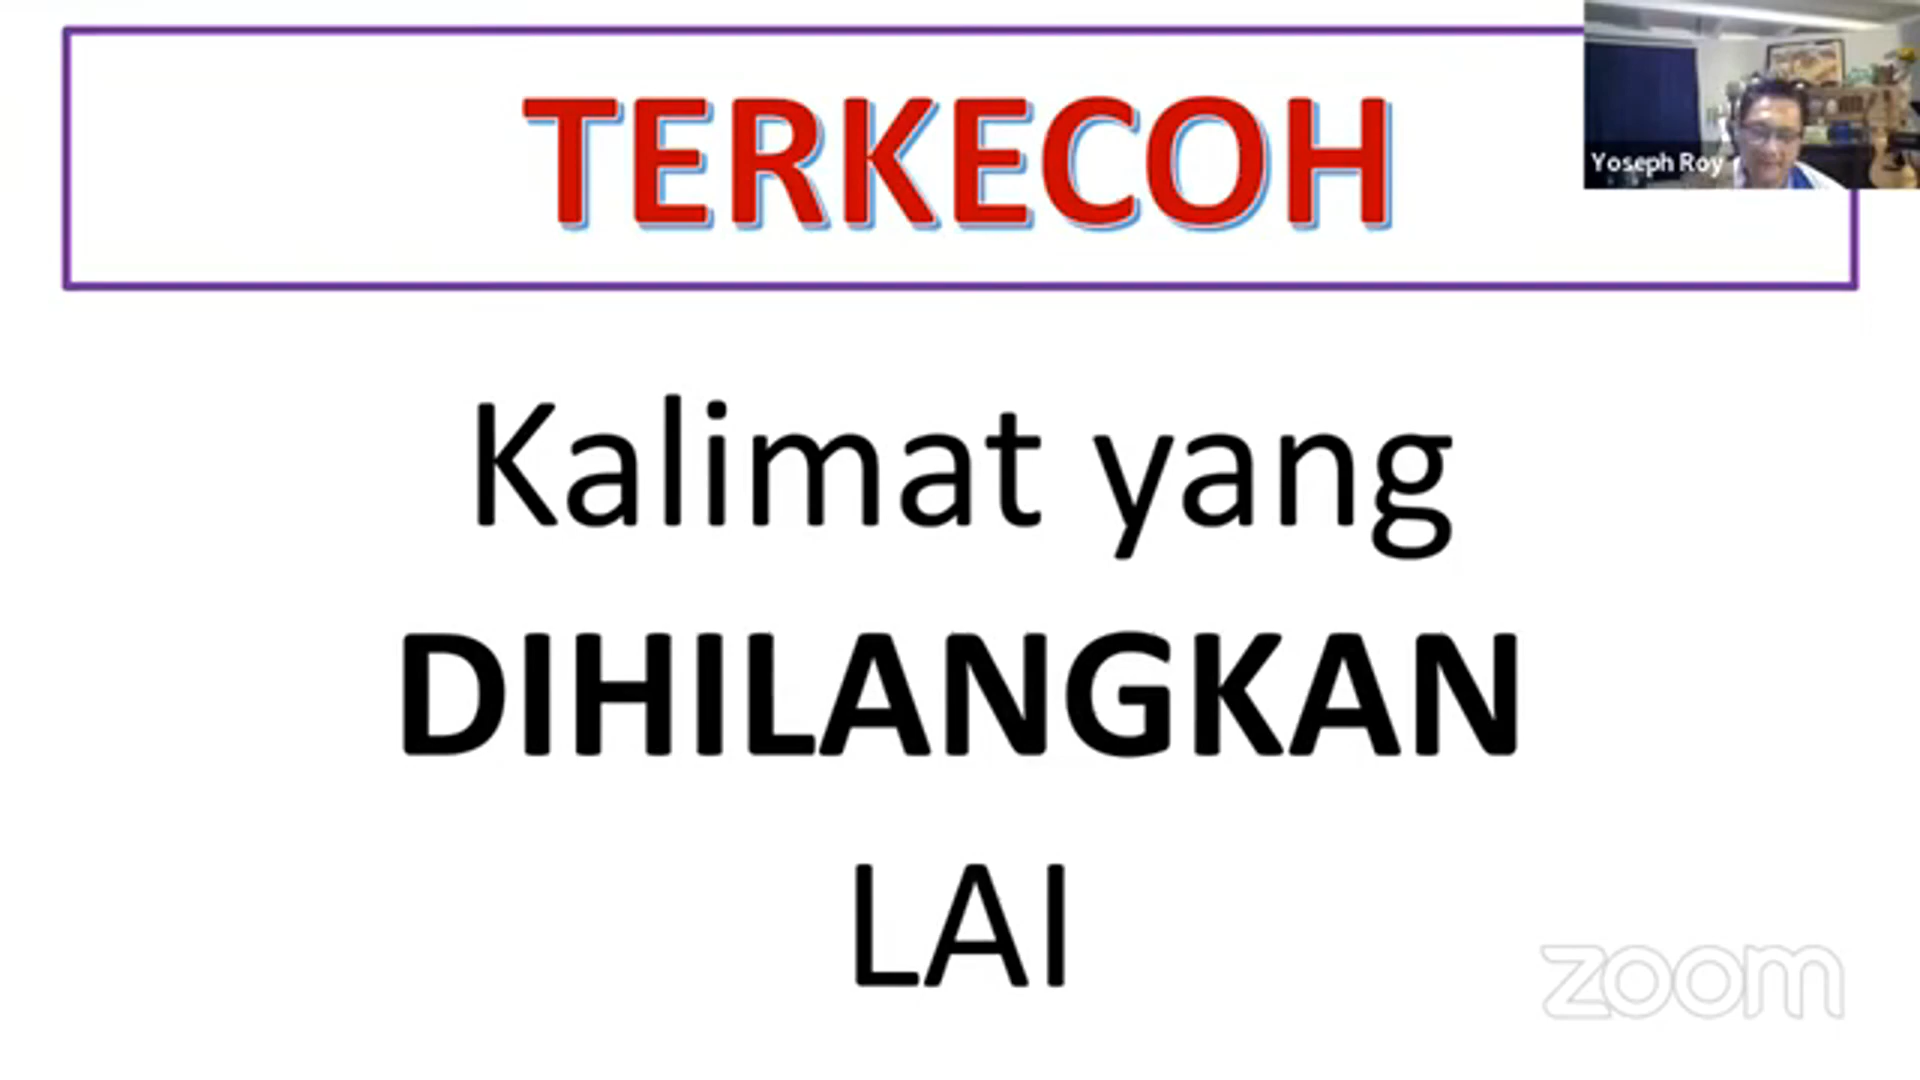 TERKECOH
Yoseph Roy
Kalimat yang
DIHILANGKAN
LAI
zoom